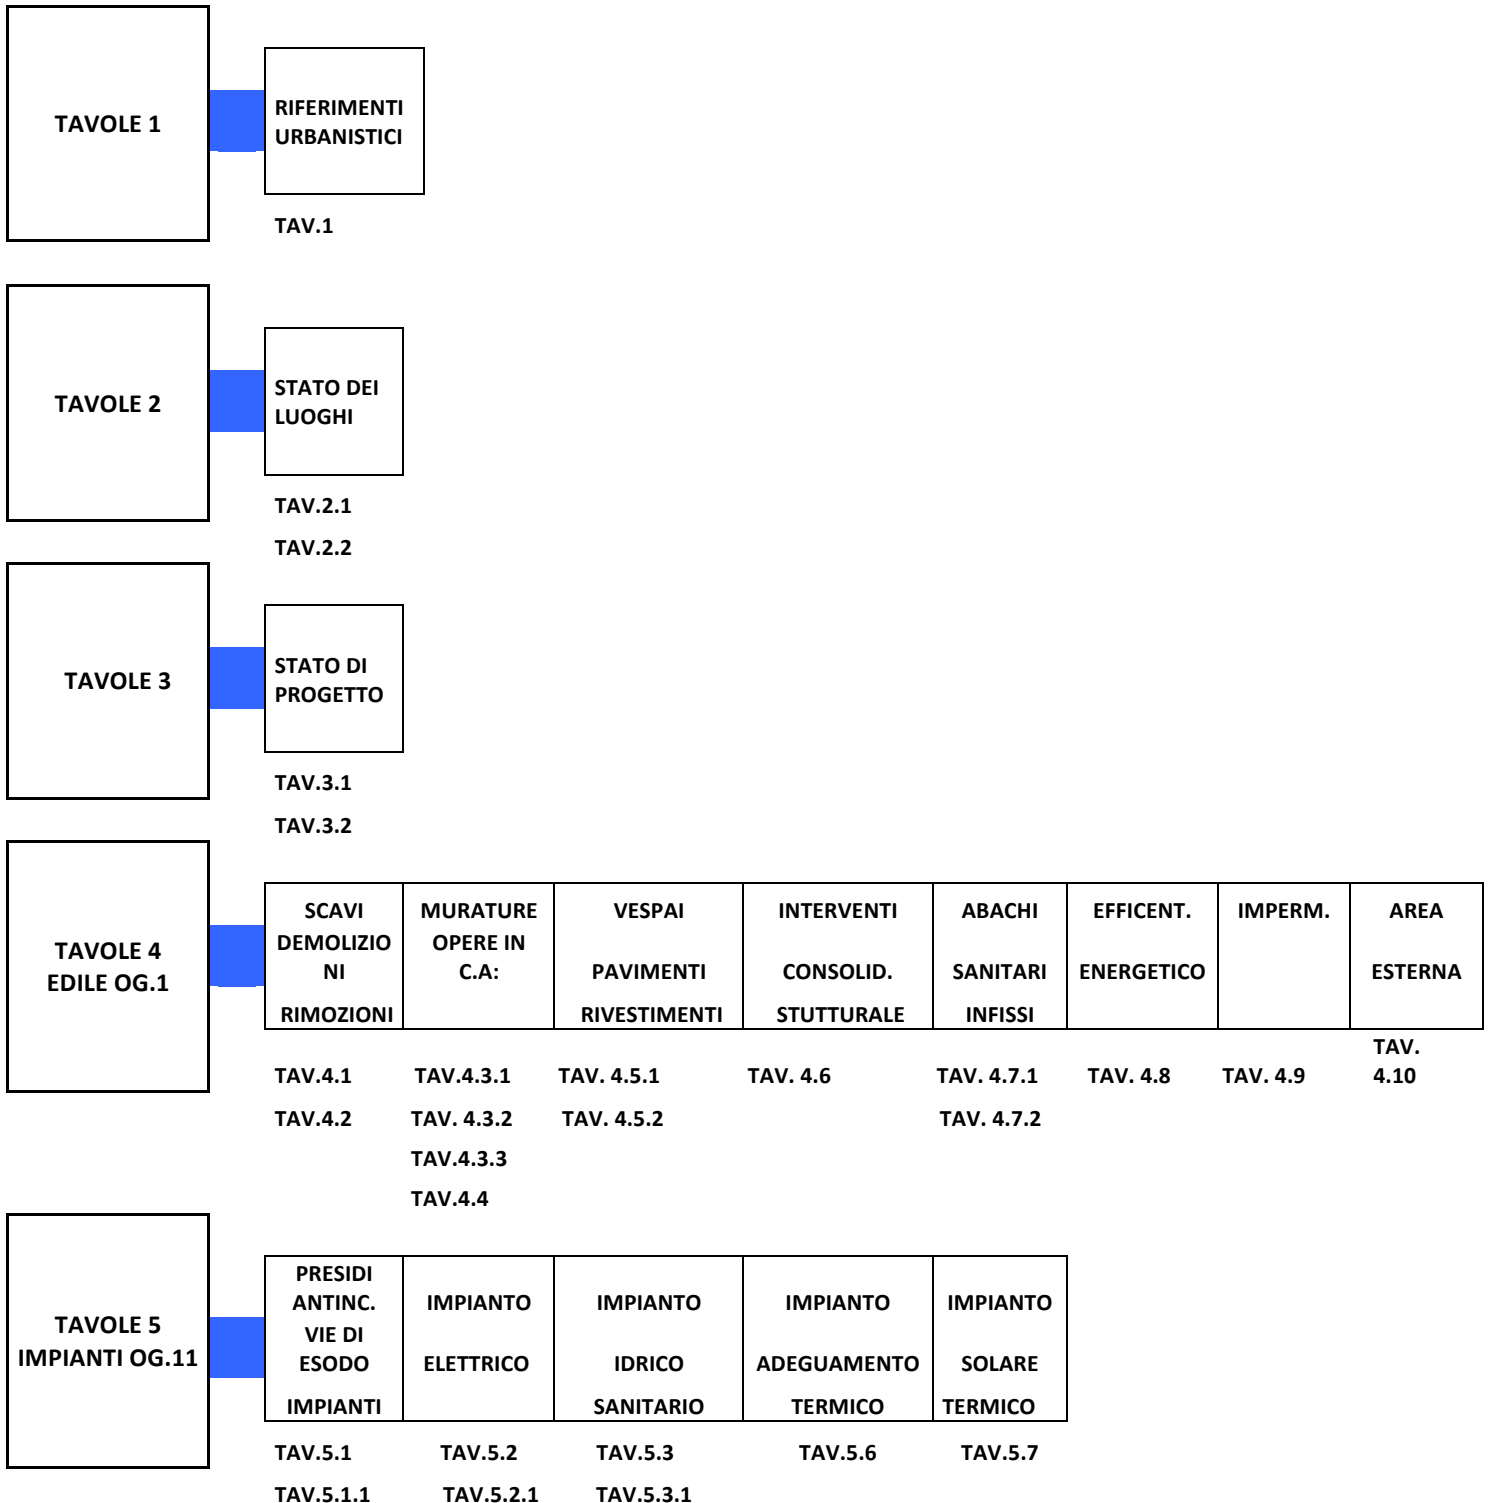 TAVOLE 1
RIFERIMENTI
URBANISTICI
TAV.1
TAVOLE 2
STATO DEI
LUOGHI
TAV.2.1
TAV.2.2
TAVOLE 3
STATO DI
PROGETTO
TAV.3.1
TAV.3.2
TAVOLE 4
EDILE OG.1
SCAVI
DEMOLIZIO
NI
RIMOZIONI
MURATURE
OPERE IN
C.A:
VESPAI
PAVIMENTI
RIVESTIMENTI
INTERVENTI
CONSOLID.
STUTTURALE
ABACHI
SANITARI
INFISSI
EFFICENT.
ENERGETICO
IMPERM.
AREA
ESTERNA
TAV.4.1
TAV.4.2
TAV.4.3.1
TAV. 4.3.2
TAV.4.3.3
TAV.4.4
TAV. 4.5.1
TAV. 4.5.2
TAV. 4.6
TAV. 4.7.1
TAV. 4.7.2
TAV. 4.8
TAV. 4.9
TAV.
4.10
TAVOLE 5
IMPIANTI OG.11
PRESIDI
ANTINC.
VIE DI
ESODO
IMPIANTI
IMPIANTO
ELETTRICO
IMPIANTO
IDRICO
SANITARIO
IMPIANTO
ADEGUAMENTO
TERMICO
IMPIANTO
SOLARE
TERMICO
TAV.5.1
TAV.5.1.1
TAV.5.2
TAV.5.2.1
TAV.5.3
TAV.5.3.1
TAV.5.6
TAV.5.7